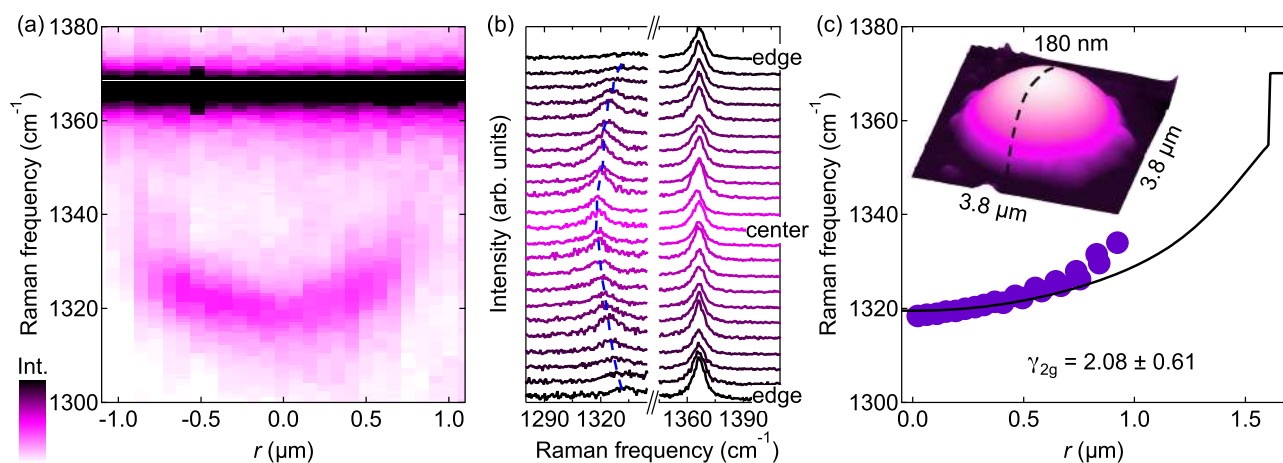 (a)
1380
1360
1340
1320
1300
Raman frequency (cm⁻¹)
Int.
-1.0
-0.5
0.0
0.5
1.0
r (µm)
(b)
Intensity (arb. units)
edge
center
edge
1290
1320
1360
1390
Raman frequency (cm⁻¹)
(c)
1380
1360
1340
1320
1300
Raman frequency (cm⁻¹)
180 nm
3.8 µm
3.8 µm
γ2g = 2.08 ± 0.61
0.0
0.5
1.0
1.5
r (µm)